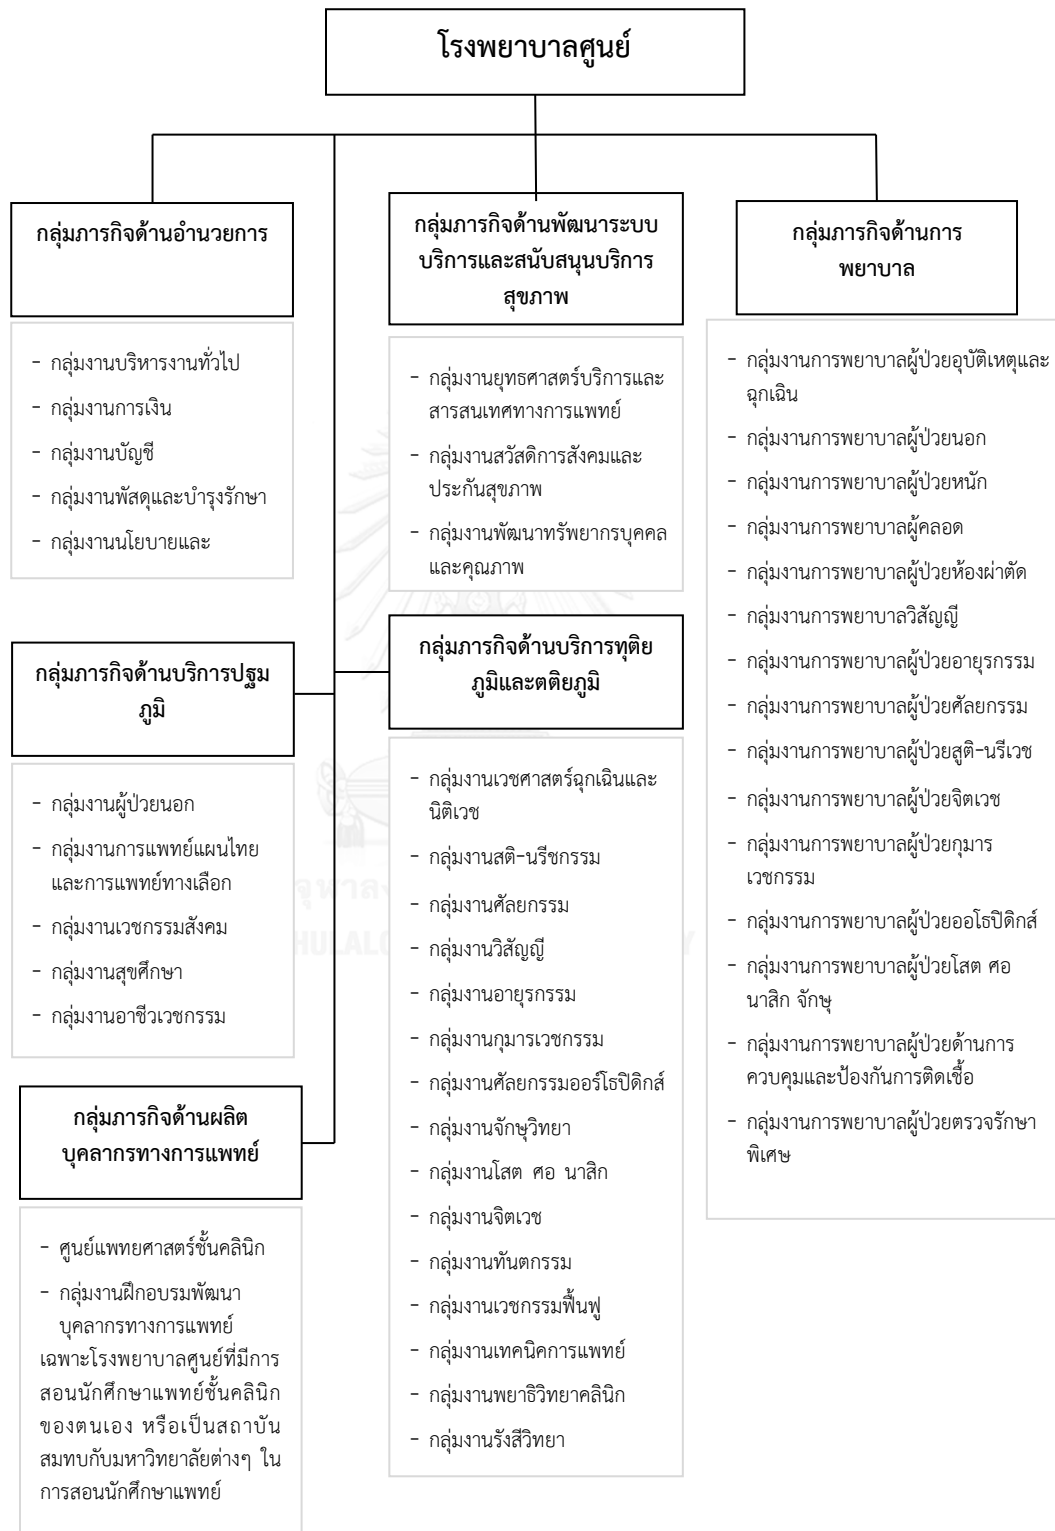 โรงพยาบาลศูนย์
กลุ่มภารกิจด้านอำนวยการ
- กลุ่มงานบริหารงานทั่วไป
- กลุ่มงานการเงิน
- กลุ่มงานบัญชี
- กลุ่มงานพัสดุและบำรุงรักษา
- กลุ่มงานนโยบายและ
กลุ่มภารกิจด้านพัฒนาระบบ
บริการและสนับสนุนบริการ
สุขภาพ
- กลุ่มงานยุทธศาสตร์บริการและ
สารสนเทศทางการแพทย์
- กลุ่มงานสวัสดิการสังคมและ
ประกันสุขภาพ
- กลุ่มงานพัฒนาทรัพยากรบุคคล
และคุณภาพ
กลุ่มภารกิจด้านการ
พยาบาล
- กลุ่มงานการพยาบาลผู้ป่วยอุบัติเหตุและ
ฉุกเฉิน
- กลุ่มงานการพยาบาลผู้ป่วยนอก
- กลุ่มงานการพยาบาลผู้ป่วยหนัก
- กลุ่มงานการพยาบาลผู้คลอด
- กลุ่มงานการพยาบาลผู้ป่วยห้องผ่าตัด
- กลุ่มงานการพยาบาลวิสัญญี
- กลุ่มงานการพยาบาลผู้ป่วยอายุรกรรม
- กลุ่มงานการพยาบาลผู้ป่วยศัลยกรรม
- กลุ่มงานการพยาบาลผู้ป่วยสูติ-นรีเวช
- กลุ่มงานการพยาบาลผู้ป่วยจิตเวช
- กลุ่มงานการพยาบาลผู้ป่วยกุมาร
เวชกรรม
- กลุ่มงานการพยาบาลผู้ป่วยออโธปิดิกส์
- กลุ่มงานการพยาบาลผู้ป่วยโสต ศอ
นาสิก จักษุ
- กลุ่มงานการพยาบาลผู้ป่วยด้านการ
ควบคุมและป้องกันการติดเชื้อ
- กลุ่มงานการพยาบาลผู้ป่วยตรวจรักษา
พิเศษ
กลุ่มภารกิจด้านบริการปฐม
ภูมิ
- กลุ่มงานผู้ป่วยนอก
- กลุ่มงานการแพทย์แผนไทย
และการแพทย์ทางเลือก
- กลุ่มงานเวชกรรมสังคม
- กลุ่มงานสุขศึกษา
- กลุ่มงานอาชีวเวชกรรม
กลุ่มภารกิจด้านบริการทุติย
ภูมิและตติยภูมิ
- กลุ่มงานเวชศาสตร์ฉุกเฉินและ
นิติเวช
- กลุ่มงานสติ-นรีชกรรม
- กลุ่มงานศัลยกรรม
- กลุ่มงานวิสัญญี
- กลุ่มงานอายุรกรรม
- กลุ่มงานกุมารเวชกรรม
- กลุ่มงานศัลยกรรมออร์โธปิดิกส์
- กลุ่มงานจักษุวิทยา
- กลุ่มงานโสต ศอ นาสิก
- กลุ่มงานจิตเวช
- กลุ่มงานทันตกรรม
- กลุ่มงานเวชกรรมฟื้นฟู
- กลุ่มงานเทคนิคการแพทย์
- กลุ่มงานพยาธิวิทยาคลินิก
- กลุ่มงานรังสีวิทยา
กลุ่มภารกิจด้านผลิต
บุคลากรทางการแพทย์
- ศูนย์แพทยศาสตร์ชั้นคลินิก
- กลุ่มงานฝึกอบรมพัฒนา
บุคลากรทางการแพทย์
เฉพาะโรงพยาบาลศูนย์ที่มีการ
สอนนักศึกษาแพทย์ชั้นคลินิก
ของตนเอง หรือเป็นสถาบัน
สมทบกับมหาวิทยาลัยต่างๆ ใน
การสอนนักศึกษาแพทย์